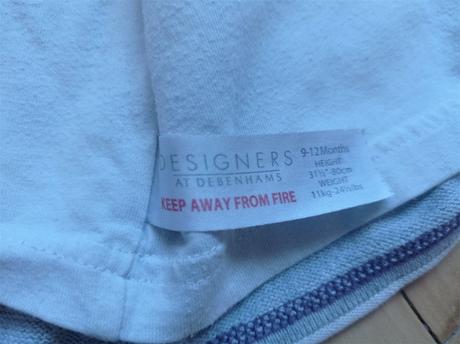 DESIGNERS
AT DEBENHAMS
KEEP AWAY FROM FIRE
9-12 Months
HEIGHT
31½"-80cm
WEIGHT
11kg-24½lbs